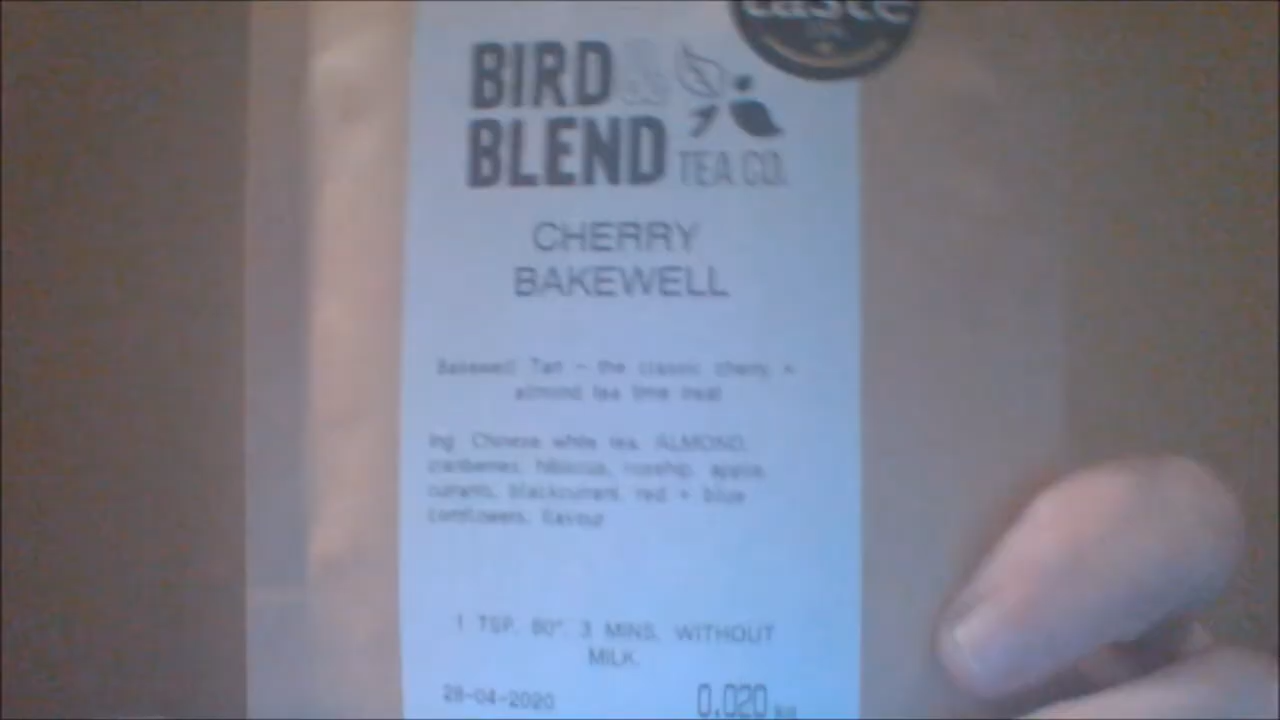 taste
BIRD &
BLEND TEA CO.
CHERRY
BAKEWELL
Bakewell Tart - the classic cherry +
almond tea time treat
Ing: Chinese white tea, ALMOND,
cranberries, hibiscus, rosehip, apple,
currants, blackcurrant, red + blue
cornflowers, flavour
1 TSP. 80°. 3 MINS. WITHOUT
MILK.
28-04-2020 0.020 kg